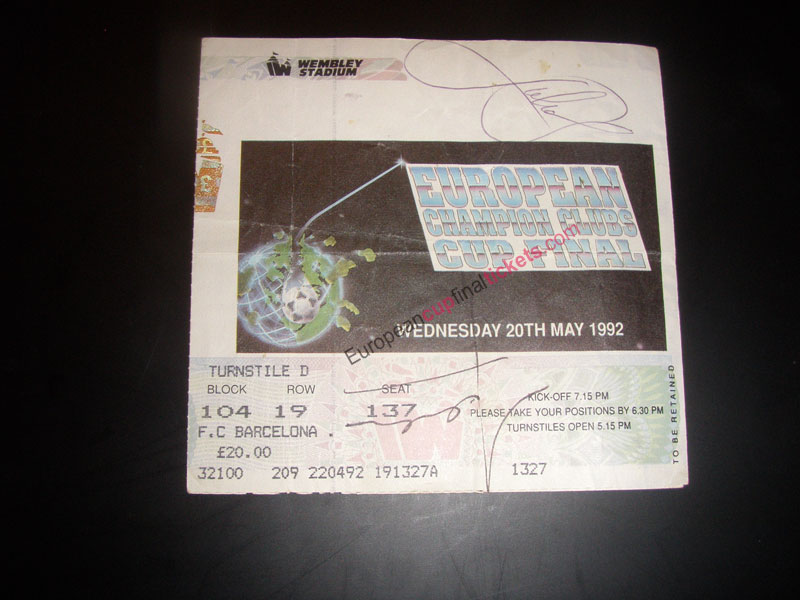 WEMBLEY
STADIUM
EUROPEAN
CHAMPION CLUBS
CUP FINAL
Europeancupfinaltickets.com
WEDNESDAY 20TH MAY 1992
TURNSTILE D
BLOCK ROW SEAT
104 19 137
F.C BARCELONA .
£20.00
32100 209 220492 191327A 1327
KICK-OFF 7.15 PM
PLEASE TAKE YOUR POSITIONS BY 6.30 PM
TURNSTILES OPEN 5.15 PM
TO BE RETAINED